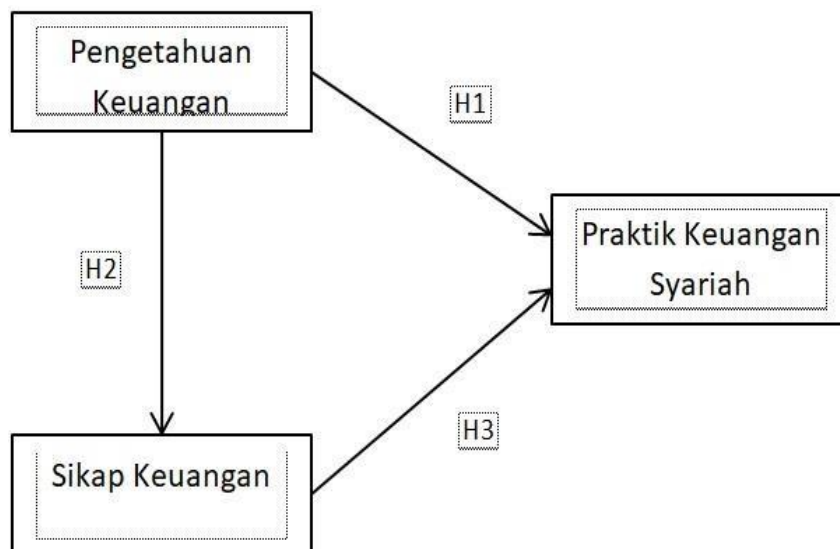 Pengetahuan
Keuangan
H1
Praktik Keuangan
Syariah
H2
H3
Sikap Keuangan